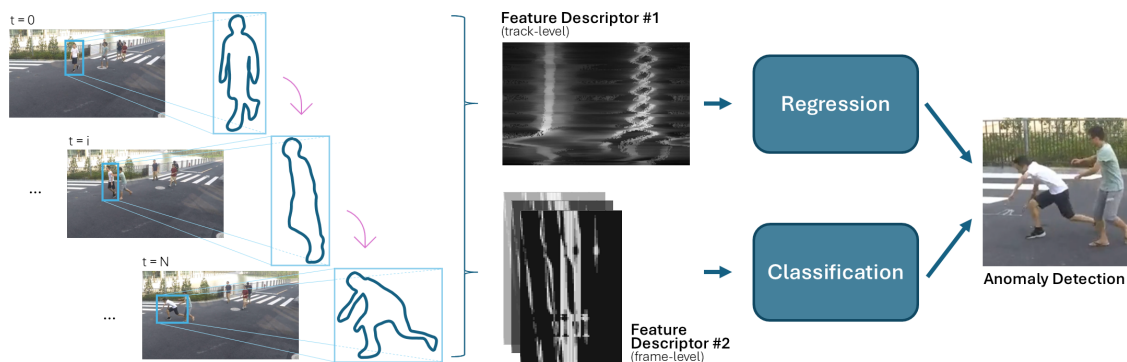 t = 0
t = i
...
t = N
...
Feature Descriptor #1
(track-level)
Feature
Descriptor #2
(frame-level)
Regression
Classification
Anomaly Detection